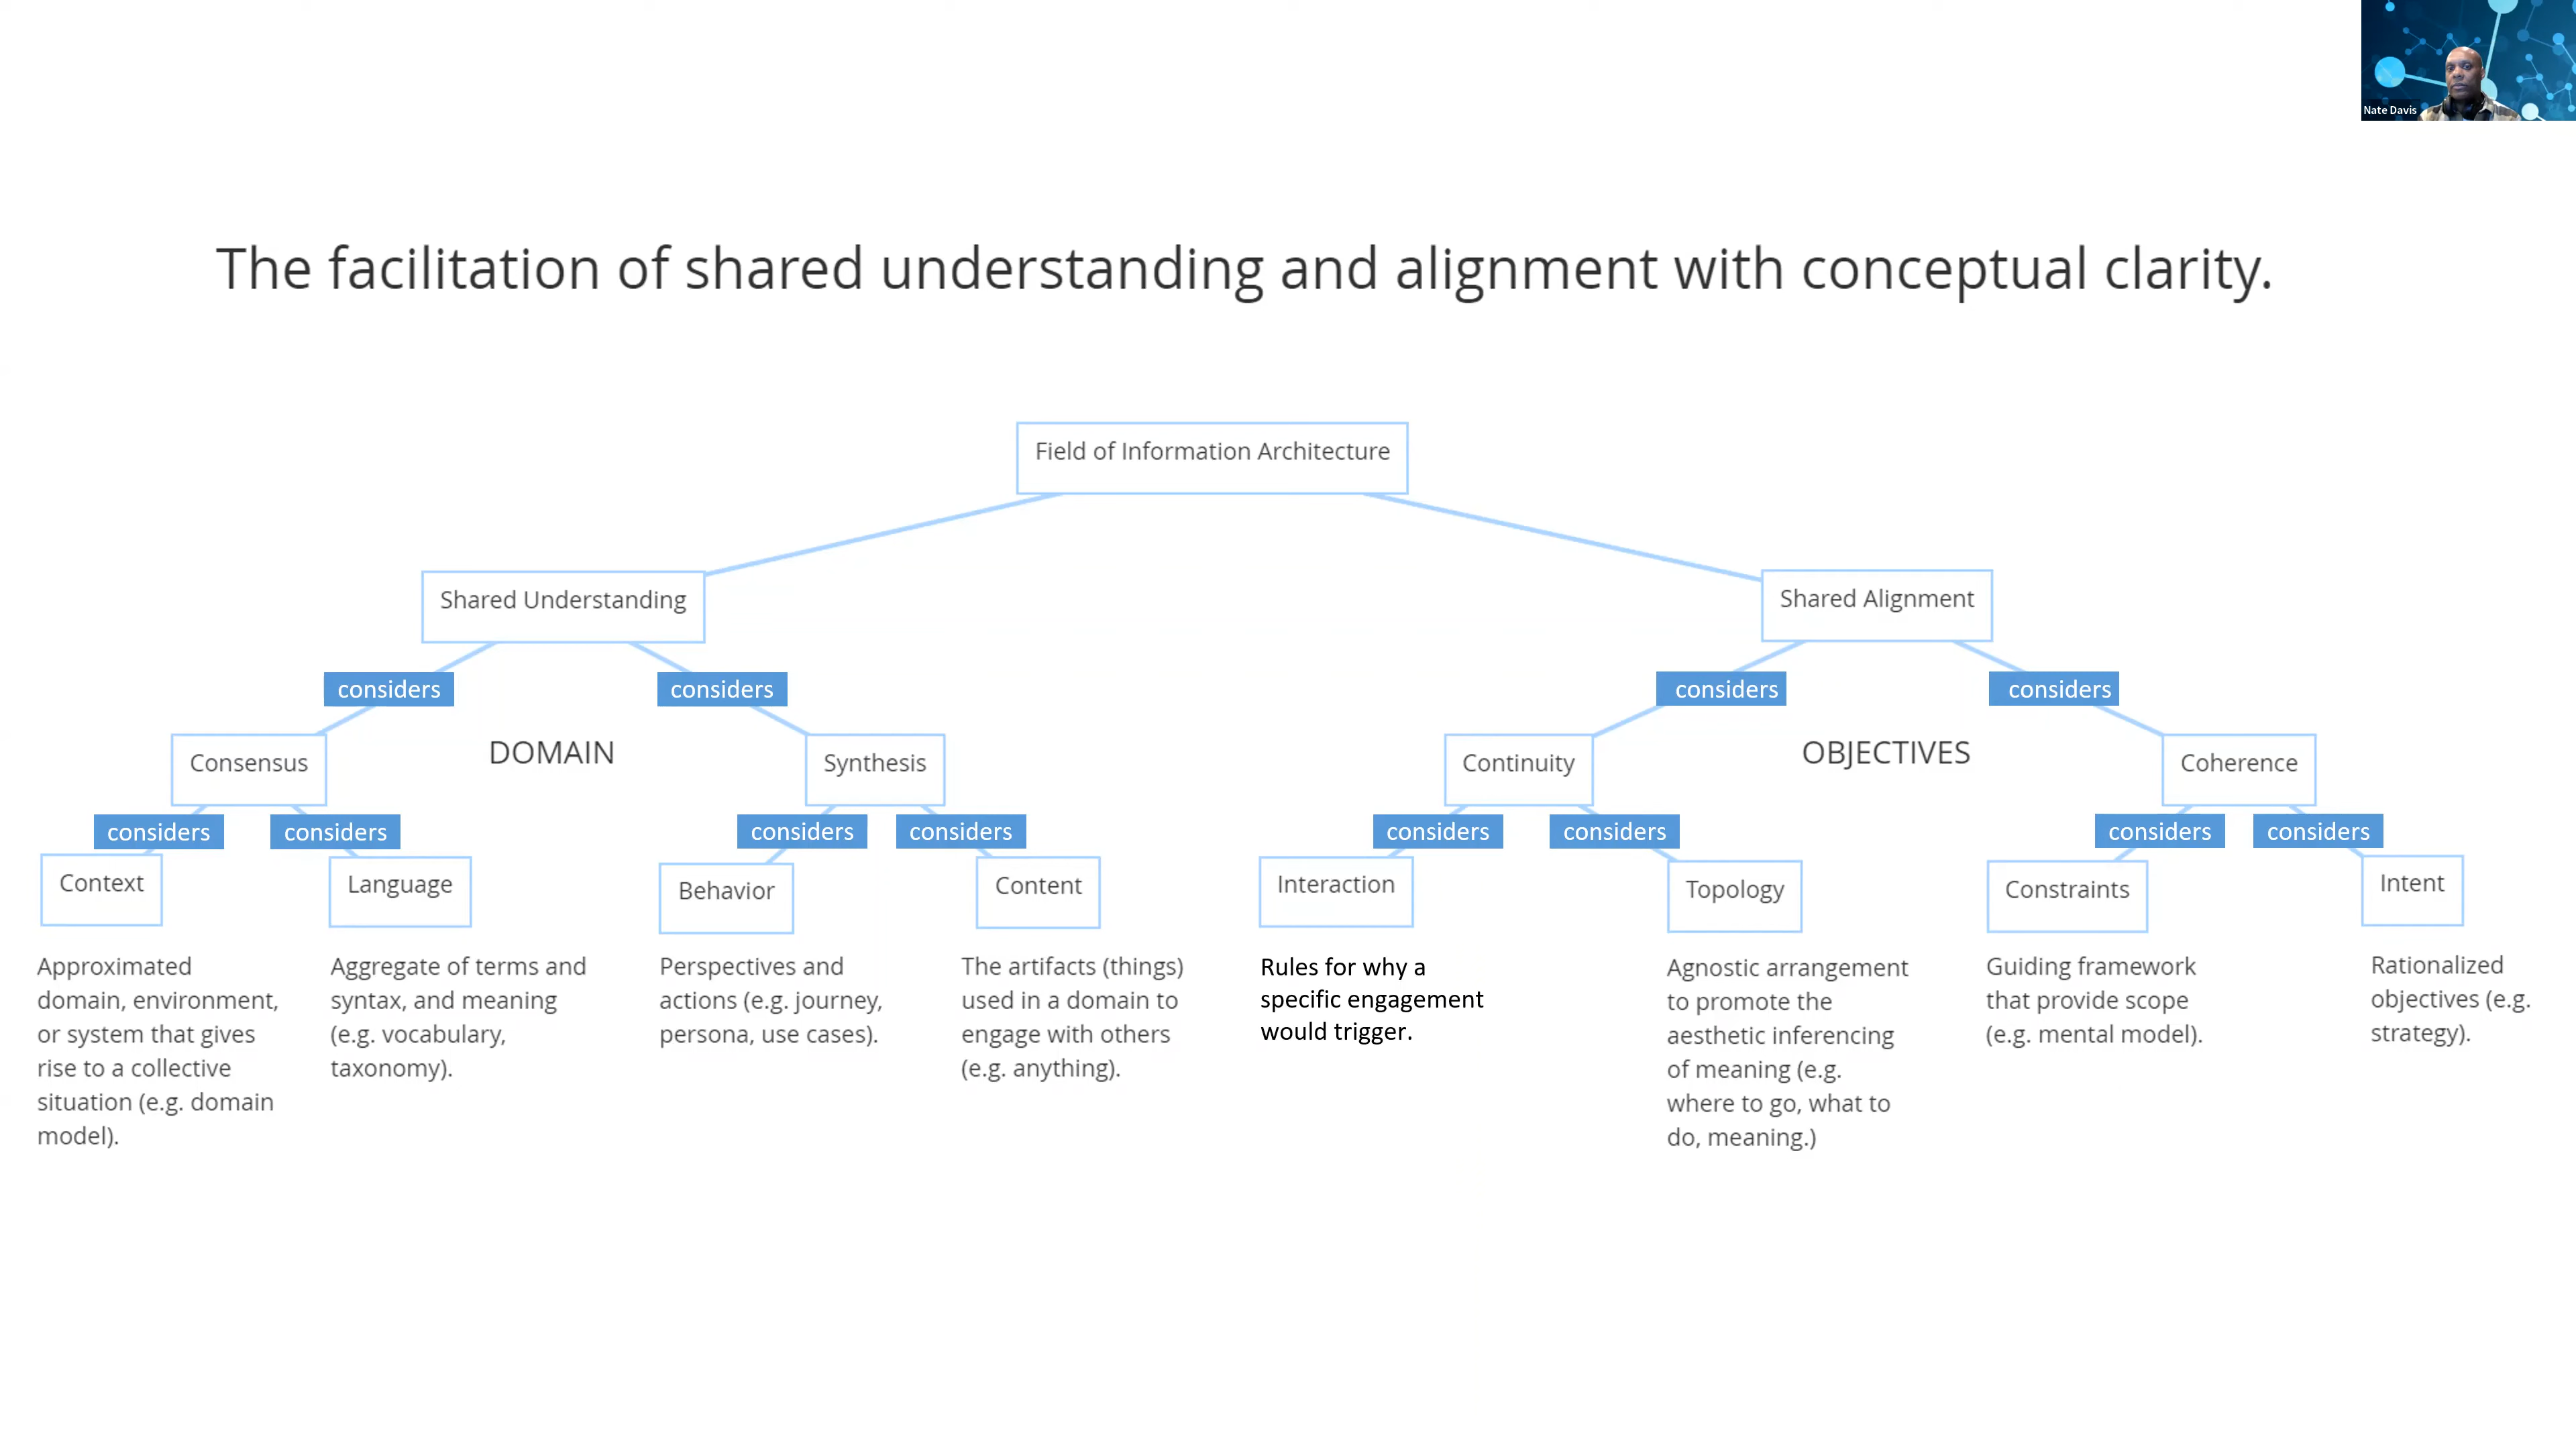 Nate Davis
The facilitation of shared understanding and alignment with conceptual clarity.
Field of Information Architecture
Shared Understanding
Shared Alignment
considers
considers
considers
considers
Consensus
DOMAIN
Synthesis
Continuity
OBJECTIVES
Coherence
considers
considers
considers
considers
considers
considers
considers
considers
Context
Language
Behavior
Content
Interaction
Topology
Constraints
Intent
Approximated
domain, environment,
or system that gives
rise to a collective
situation (e.g. domain
model).
Aggregate of terms and
syntax, and meaning
(e.g. vocabulary,
taxonomy).
Perspectives and
actions (e.g. journey,
persona, use cases).
The artifacts (things)
used in a domain to
engage with others
(e.g. anything).
Rules for why a
specific engagement
would trigger.
Agnostic arrangement
to promote the
aesthetic inferencing
of meaning (e.g.
where to go, what to
do, meaning.)
Guiding framework
that provide scope
(e.g. mental model).
Rationalized
objectives (e.g.
strategy).